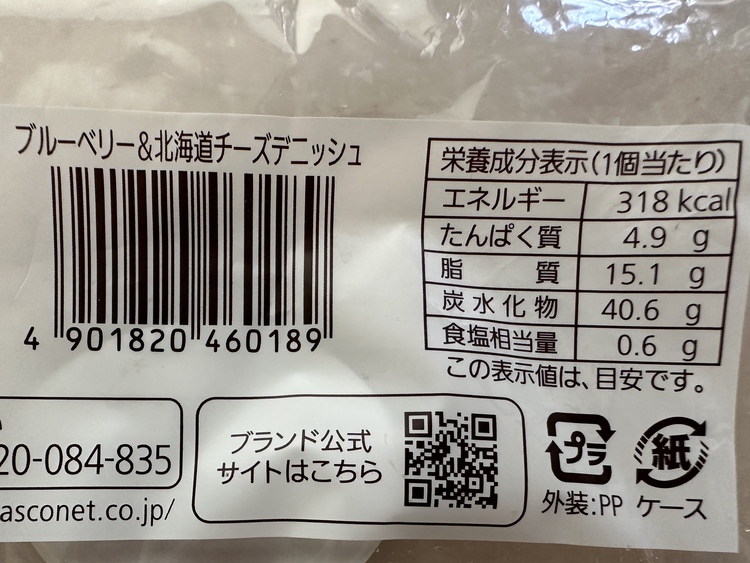 ブルーベリー&北海道チーズデニッシュ
4 901820 460189
栄養成分表示(1個当たり)
エネルギー 318 kcal
たんぱく質 4.9 g
脂質 15.1 g
炭水化物 40.6 g
食塩相当量 0.6 g
この表示値は、目安です。
20-084-835
asconet.co.jp/
ブランド公式
サイトはこちら
プラ
外装:PP
紙
ケース